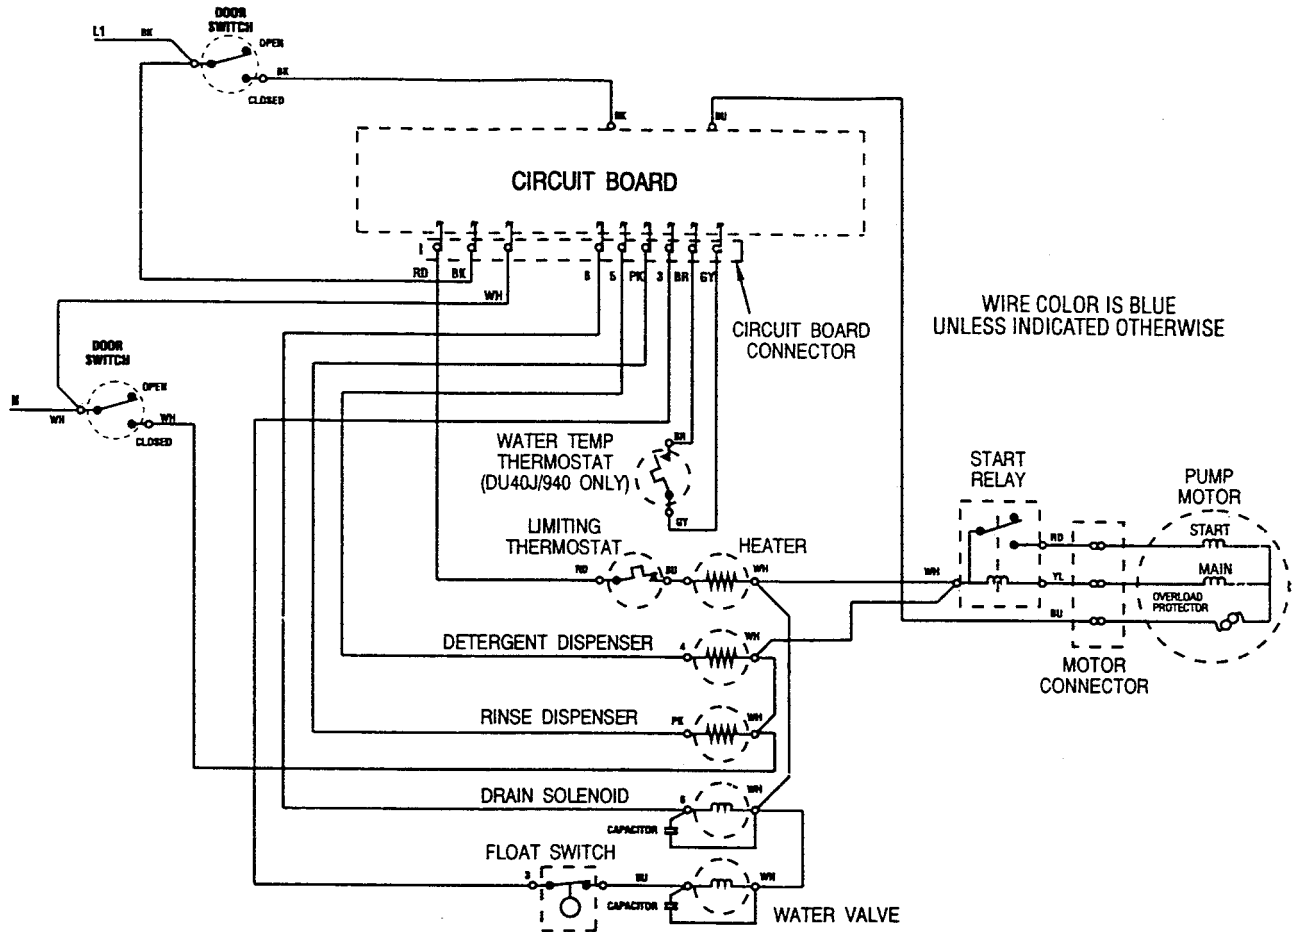 DOOR
SWITCH
L1
BK
OPEN
BK
CLOSED
BK
BU
CIRCUIT BOARD
RD
BK
WH
6
5
PK
3
BR
GY
CIRCUIT BOARD
CONNECTOR
WIRE COLOR IS BLUE
UNLESS INDICATED OTHERWISE
DOOR
SWITCH
OPEN
N
WH
WH
CLOSED
WATER TEMP
THERMOSTAT
(DU40J/940 ONLY)
BR
GY
START
RELAY
PUMP
MOTOR
LIMITING
THERMOSTAT
HEATER
RD
BU
WH
WH
RD
YL
BU
START
MAIN
OVERLOAD
PROTECTOR
MOTOR
CONNECTOR
DETERGENT DISPENSER
4
WH
RINSE DISPENSER
PK
WH
DRAIN SOLENOID
6
WH
CAPACITOR
FLOAT SWITCH
3
BU
WH
CAPACITOR
WATER VALVE